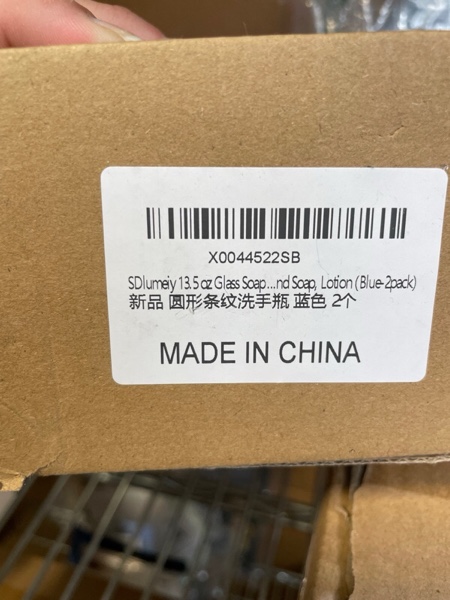 X0044522SB
SDlumeiy 13.5 oz Glass Soap...nd Soap, Lotion (Blue-2pack)
新品 圆形条纹洗手瓶 蓝色 2个
MADE IN CHINA